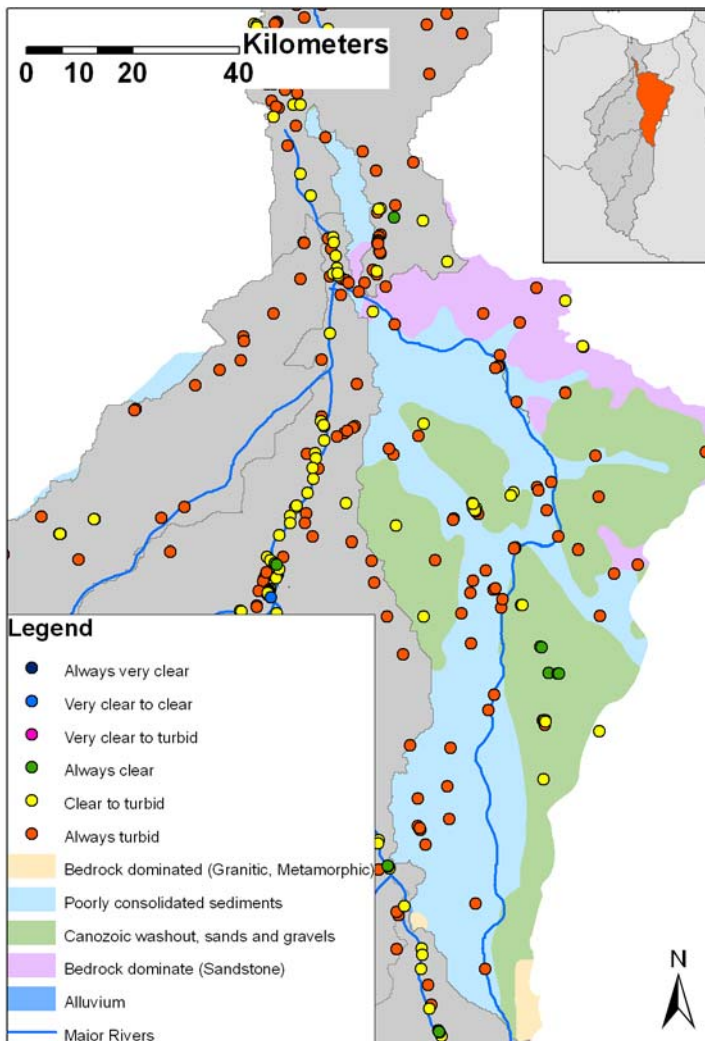 Kilometers
0 10 20 40
Legend
Always very clear
Very clear to clear
Very clear to turbid
Always clear
Clear to turbid
Always turbid
Bedrock dominated (Granitic, Metamorphic)
Poorly consolidated sediments
Canozoic washout, sands and gravels
Bedrock dominate (Sandstone)
Alluvium
Major Rivers
N